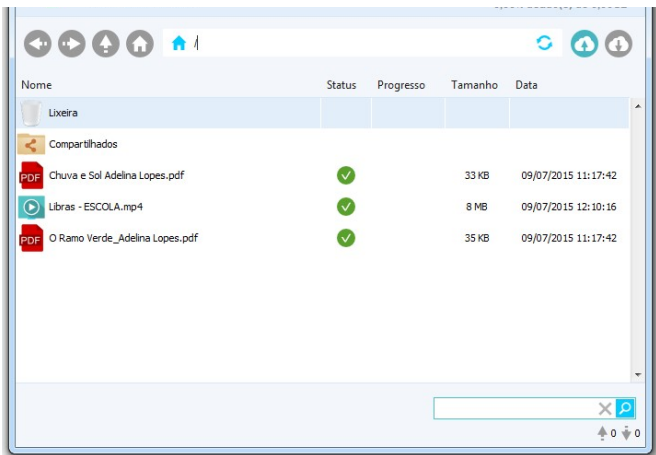 /
Nome Status Progresso Tamanho Data
Lixeira
Compartilhados
PDF Chuva e Sol Adelina Lopes.pdf 33 KB 09/07/2015 11:17:42
Libras - ESCOLA.mp4 8 MB 09/07/2015 12:10:16
PDF O Ramo Verde_Adelina Lopes.pdf 35 KB 09/07/2015 11:17:42
0 0